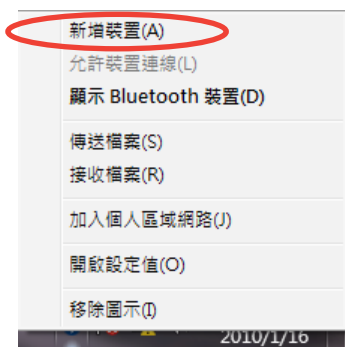 新增裝置(A)
允許裝置連線(L)
顯示 Bluetooth 裝置(D)
傳送檔案(S)
接收檔案(R)
加入個人區域網路(J)
開啟設定值(O)
移除圖示(I)
2010/1/16